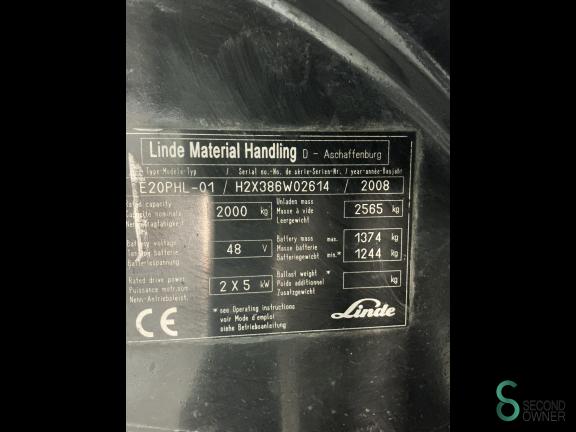 Linde Material Handling D - Aschaffenburg
Type-Modele-Typ / Serial no.-No. de série-Serien-Nr. / year-année-Baujahr
E20PHL-01 / H2X386W02614 / 2008
Rated capacity
Capacité nominale
Nenn-Tragfähigkeit
2000 kg
Unladen mass
Masse à vide
Leergewicht
2565 kg
Battery voltage
Tension batterie
Batteriespannung
48 V
Battery mass max. 1374 kg
Masse batterie
Batteriegewicht min.* 1244 kg
Rated drive power
Puissance motr.nom
Nenn-Antriebsleist.
2 X 5 kW
Ballast weight *
Poids additionnel
Zusatzgewicht
kg
CE
* see Operating instructions
voir Mode d'emploi
siehe Betriebsanleitung
Linde
SECOND
OWNER